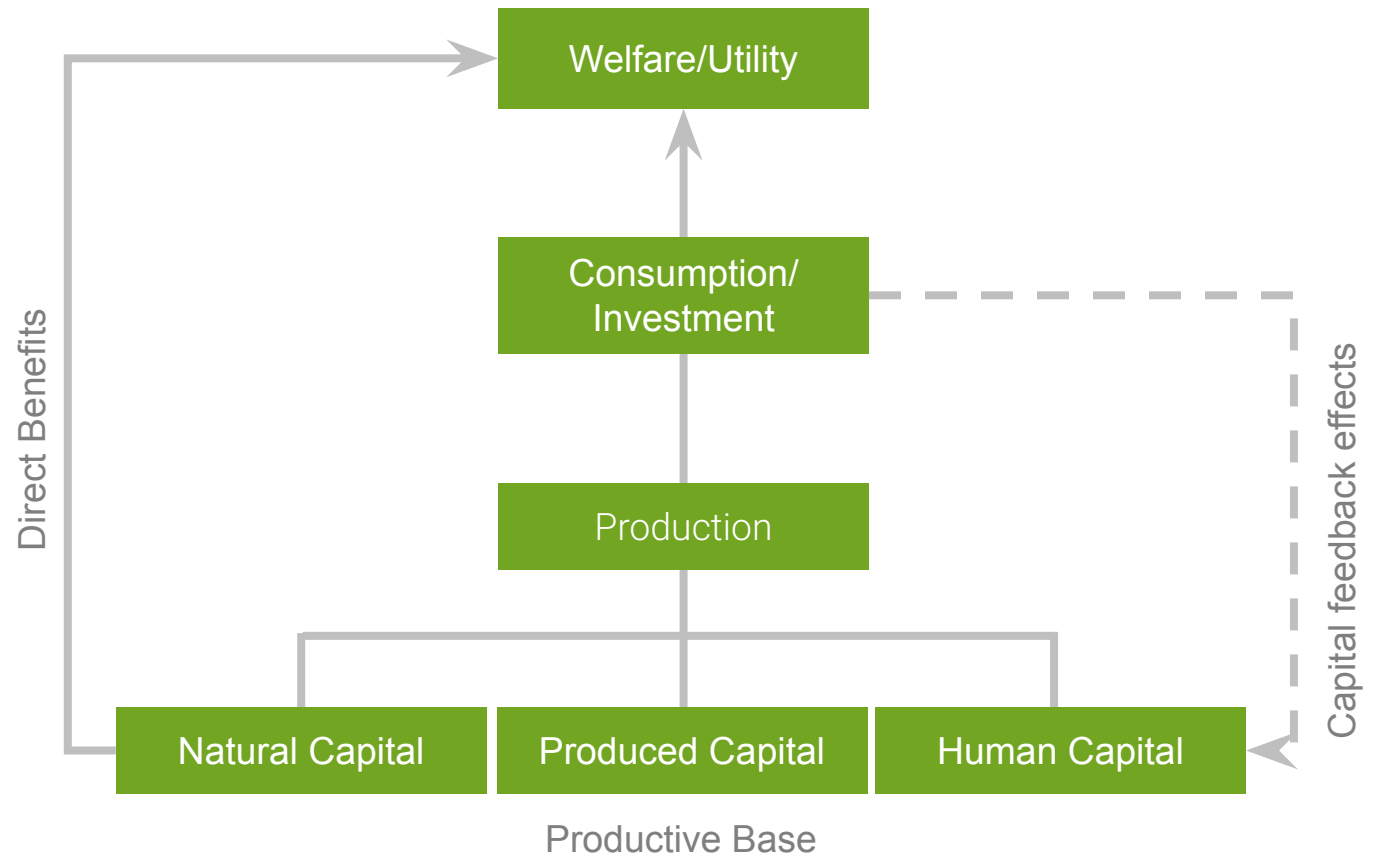 Welfare/Utility
Consumption/
Investment
Direct Benefits
Capital feedback effects
Production
Natural Capital
Produced Capital
Human Capital
Productive Base